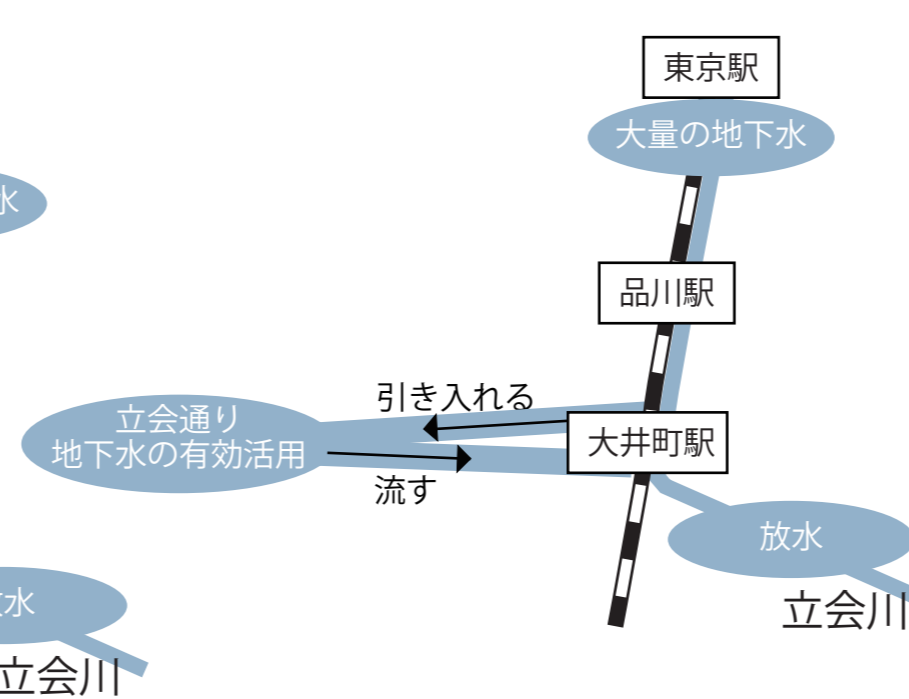 東京駅
大量の地下水
水
品川駅
引き入れる
立会通り
地下水の有効活用
大井町駅
流す
放水
立会川
水
立会川